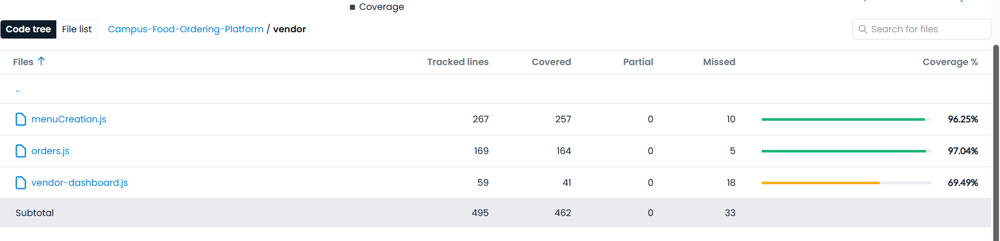 Coverage
Code tree File list Campus-Food-Ordering-Platform / vendor Search for files
Files ↑ Tracked lines Covered Partial Missed Coverage %
..
menuCreation.js 267 257 0 10 96.25%
orders.js 169 164 0 5 97.04%
vendor-dashboard.js 59 41 0 18 69.49%
Subtotal 495 462 0 33